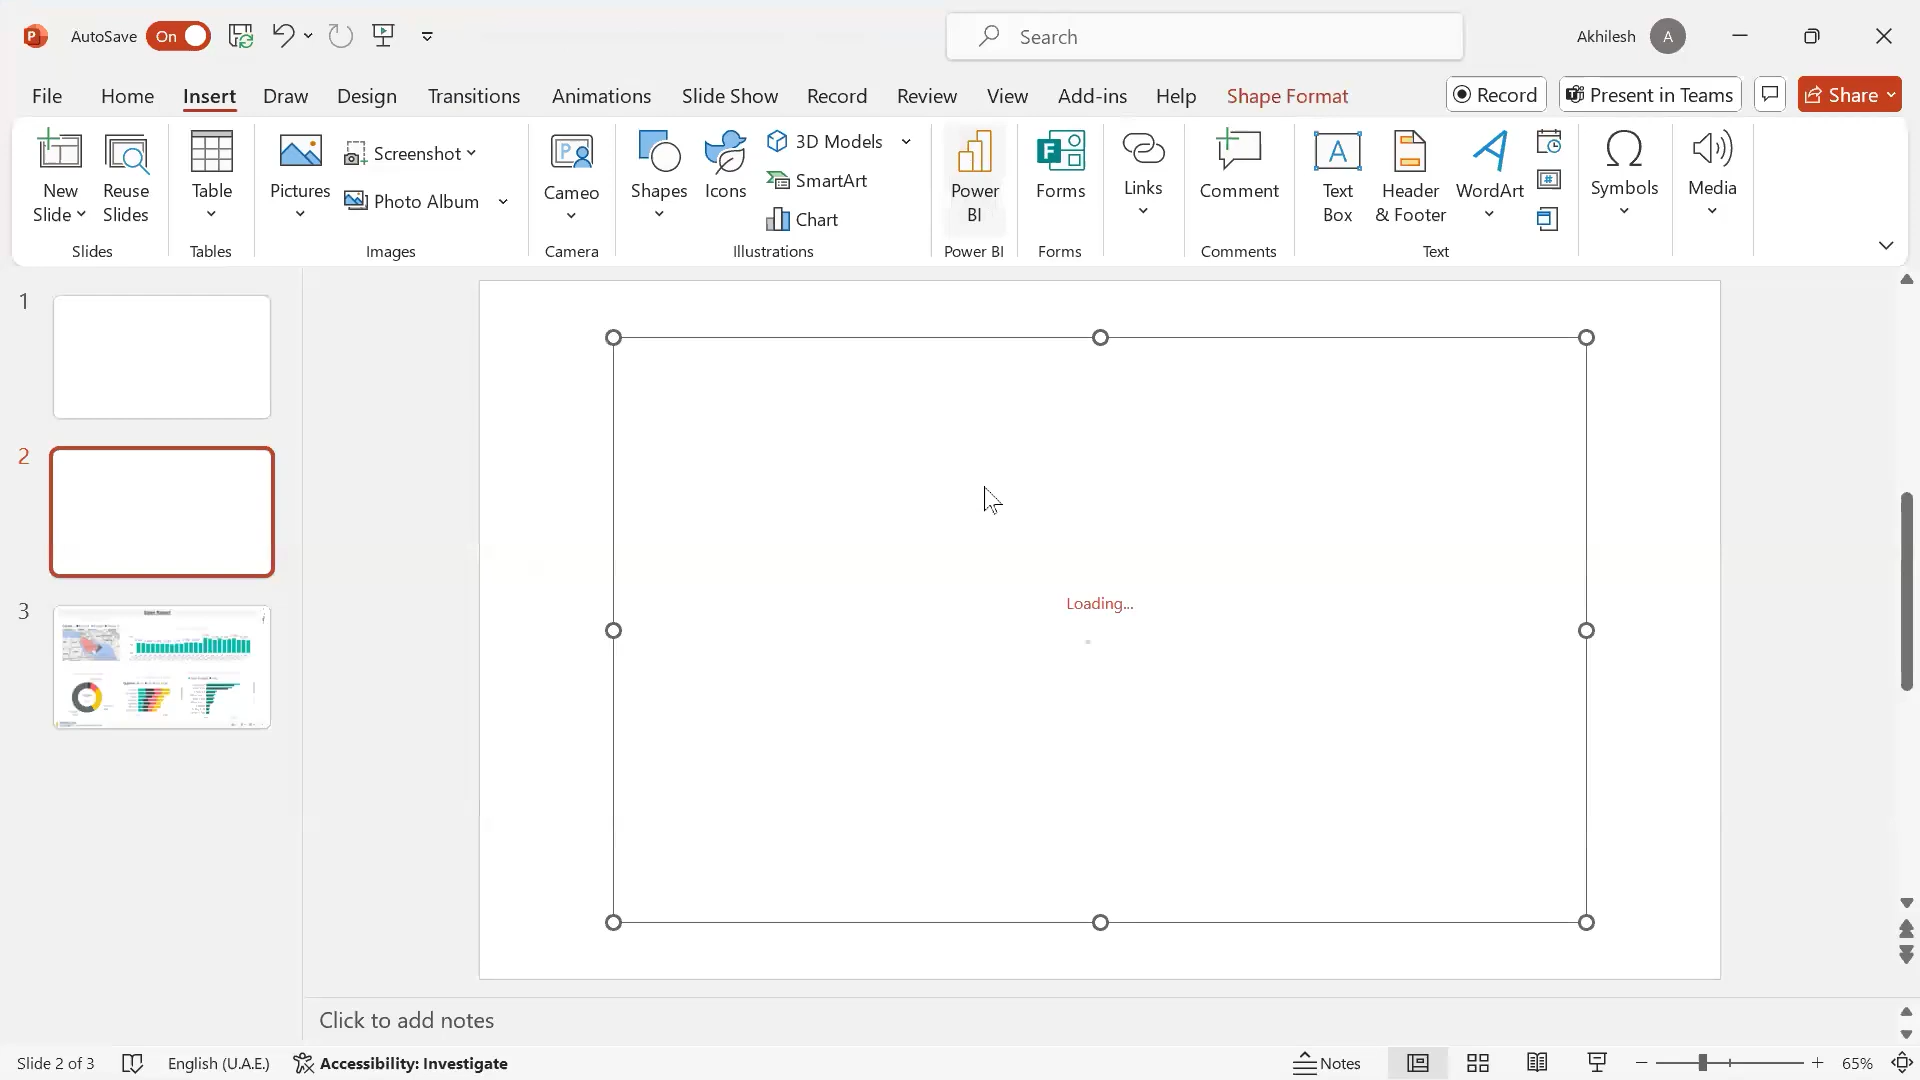 AutoSave On Search Akhilesh A
File Home Insert Draw Design Transitions Animations Slide Show Record Review View Add-ins Help Shape Format Record Present in Teams Share
New Slide
Reuse Slides
Slides
Table
Tables
Pictures
Screenshot
Photo Album
Images
Cameo
Camera
Shapes
Icons
3D Models
SmartArt
Chart
Illustrations
Power BI
Power BI
Forms
Forms
Links
Comment
Comments
Text Box
Header & Footer
WordArt
Text
Symbols
Media
1
2
3
Loading...
Click to add notes
Slide 2 of 3 English (U.A.E.) Accessibility: Investigate Notes 65%